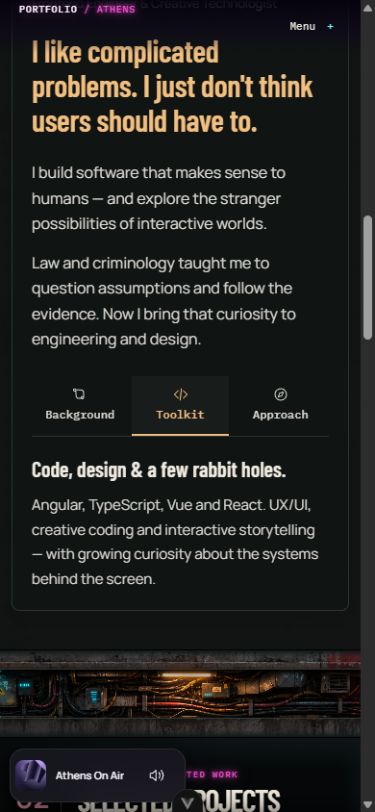 PORTFOLIO / ATHENS
& Creative Technologist
Menu +
I like complicated
problems. I just don't think
users should have to.
I build software that makes sense to
humans — and explore the stranger
possibilities of interactive worlds.
Law and criminology taught me to
question assumptions and follow the
evidence. Now I bring that curiosity to
engineering and design.
Background
Toolkit
Approach
Code, design & a few rabbit holes.
Angular, TypeScript, Vue and React. UX/UI,
creative coding and interactive storytelling
— with growing curiosity about the systems
behind the screen.
Athens On Air
TED WORK
02 SELECTED PROJECTS